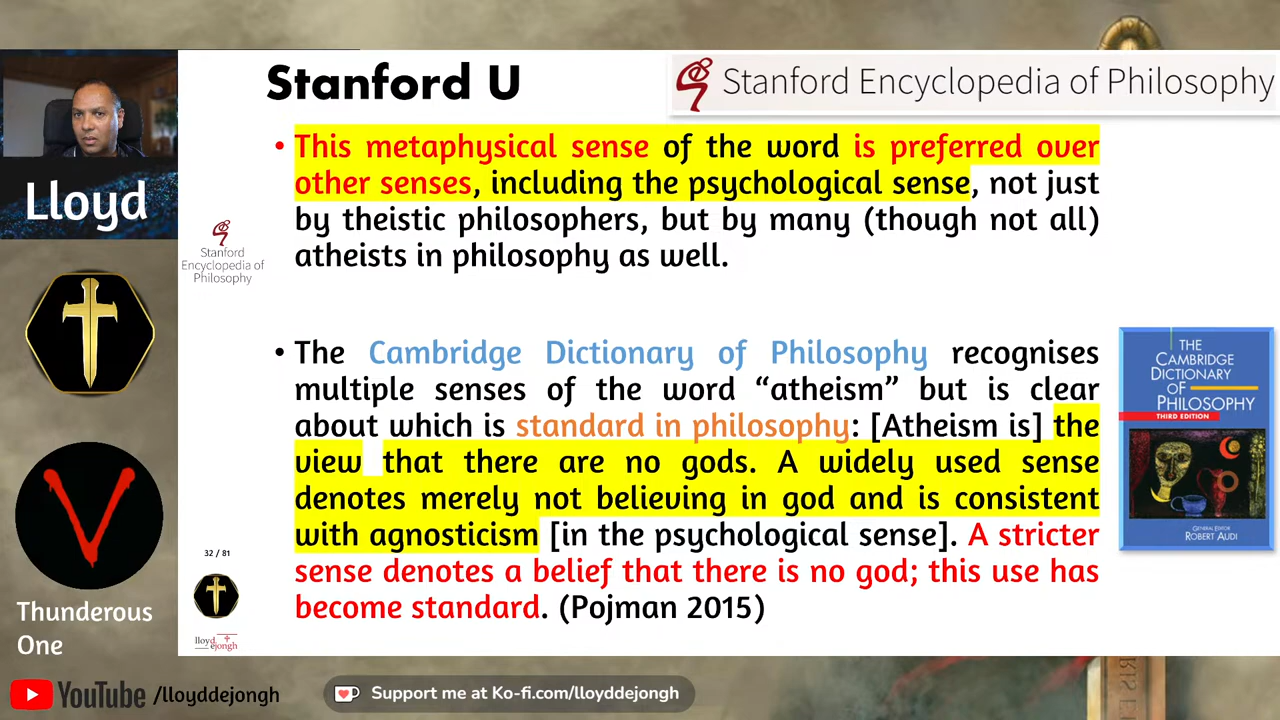 Stanford U
Stanford Encyclopedia of Philosophy
• This metaphysical sense of the word is preferred over
other senses, including the psychological sense, not just
by theistic philosophers, but by many (though not all)
atheists in philosophy as well.
Lloyd
Stanford
Encyclopedia of
Philosophy
• The Cambridge Dictionary of Philosophy recognises
multiple senses of the word “atheism” but is clear
about which is standard in philosophy: [Atheism is] the
view that there are no gods. A widely used sense
denotes merely not believing in god and is consistent
with agnosticism [in the psychological sense]. A stricter
sense denotes a belief that there is no god; this use has
become standard. (Pojman 2015)
THE
CAMBRIDGE
DICTIONARY
OF
PHILOSOPHY
THIRD EDITION
GENERAL EDITOR
ROBERT AUDI
V
32 / 81
Thunderous
One
lloyd
ejongh
YouTube /lloyddejongh
Support me at Ko-fi.com/lloyddejongh